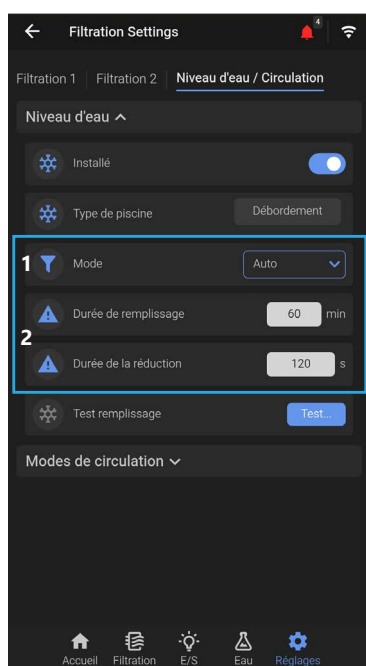 Filtration Settings
4
Filtration 1 Filtration 2 Niveau d'eau / Circulation
Niveau d'eau
Installé
Type de piscine Débordement
1 Mode Auto
Durée de remplissage 60 min
2
Durée de la réduction 120 s
Test remplissage Test...
Modes de circulation
Accueil Filtration E/S Eau Réglages